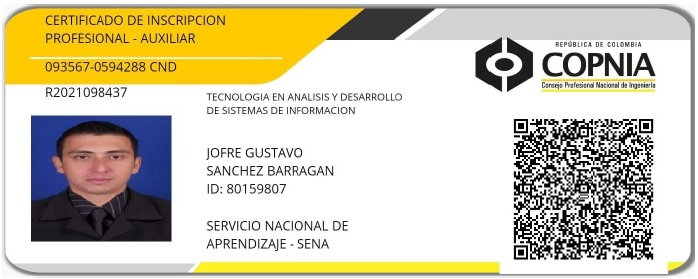 CERTIFICADO DE INSCRIPCION
PROFESIONAL - AUXILIAR
093567-0594288 CND
R2021098437
REPÚBLICA DE COLOMBIA
COPNIA
Consejo Profesional Nacional de Ingeniería
TECNOLOGIA EN ANALISIS Y DESARROLLO
DE SISTEMAS DE INFORMACION
JOFRE GUSTAVO
SANCHEZ BARRAGAN
ID: 80159807
SERVICIO NACIONAL DE
APRENDIZAJE - SENA